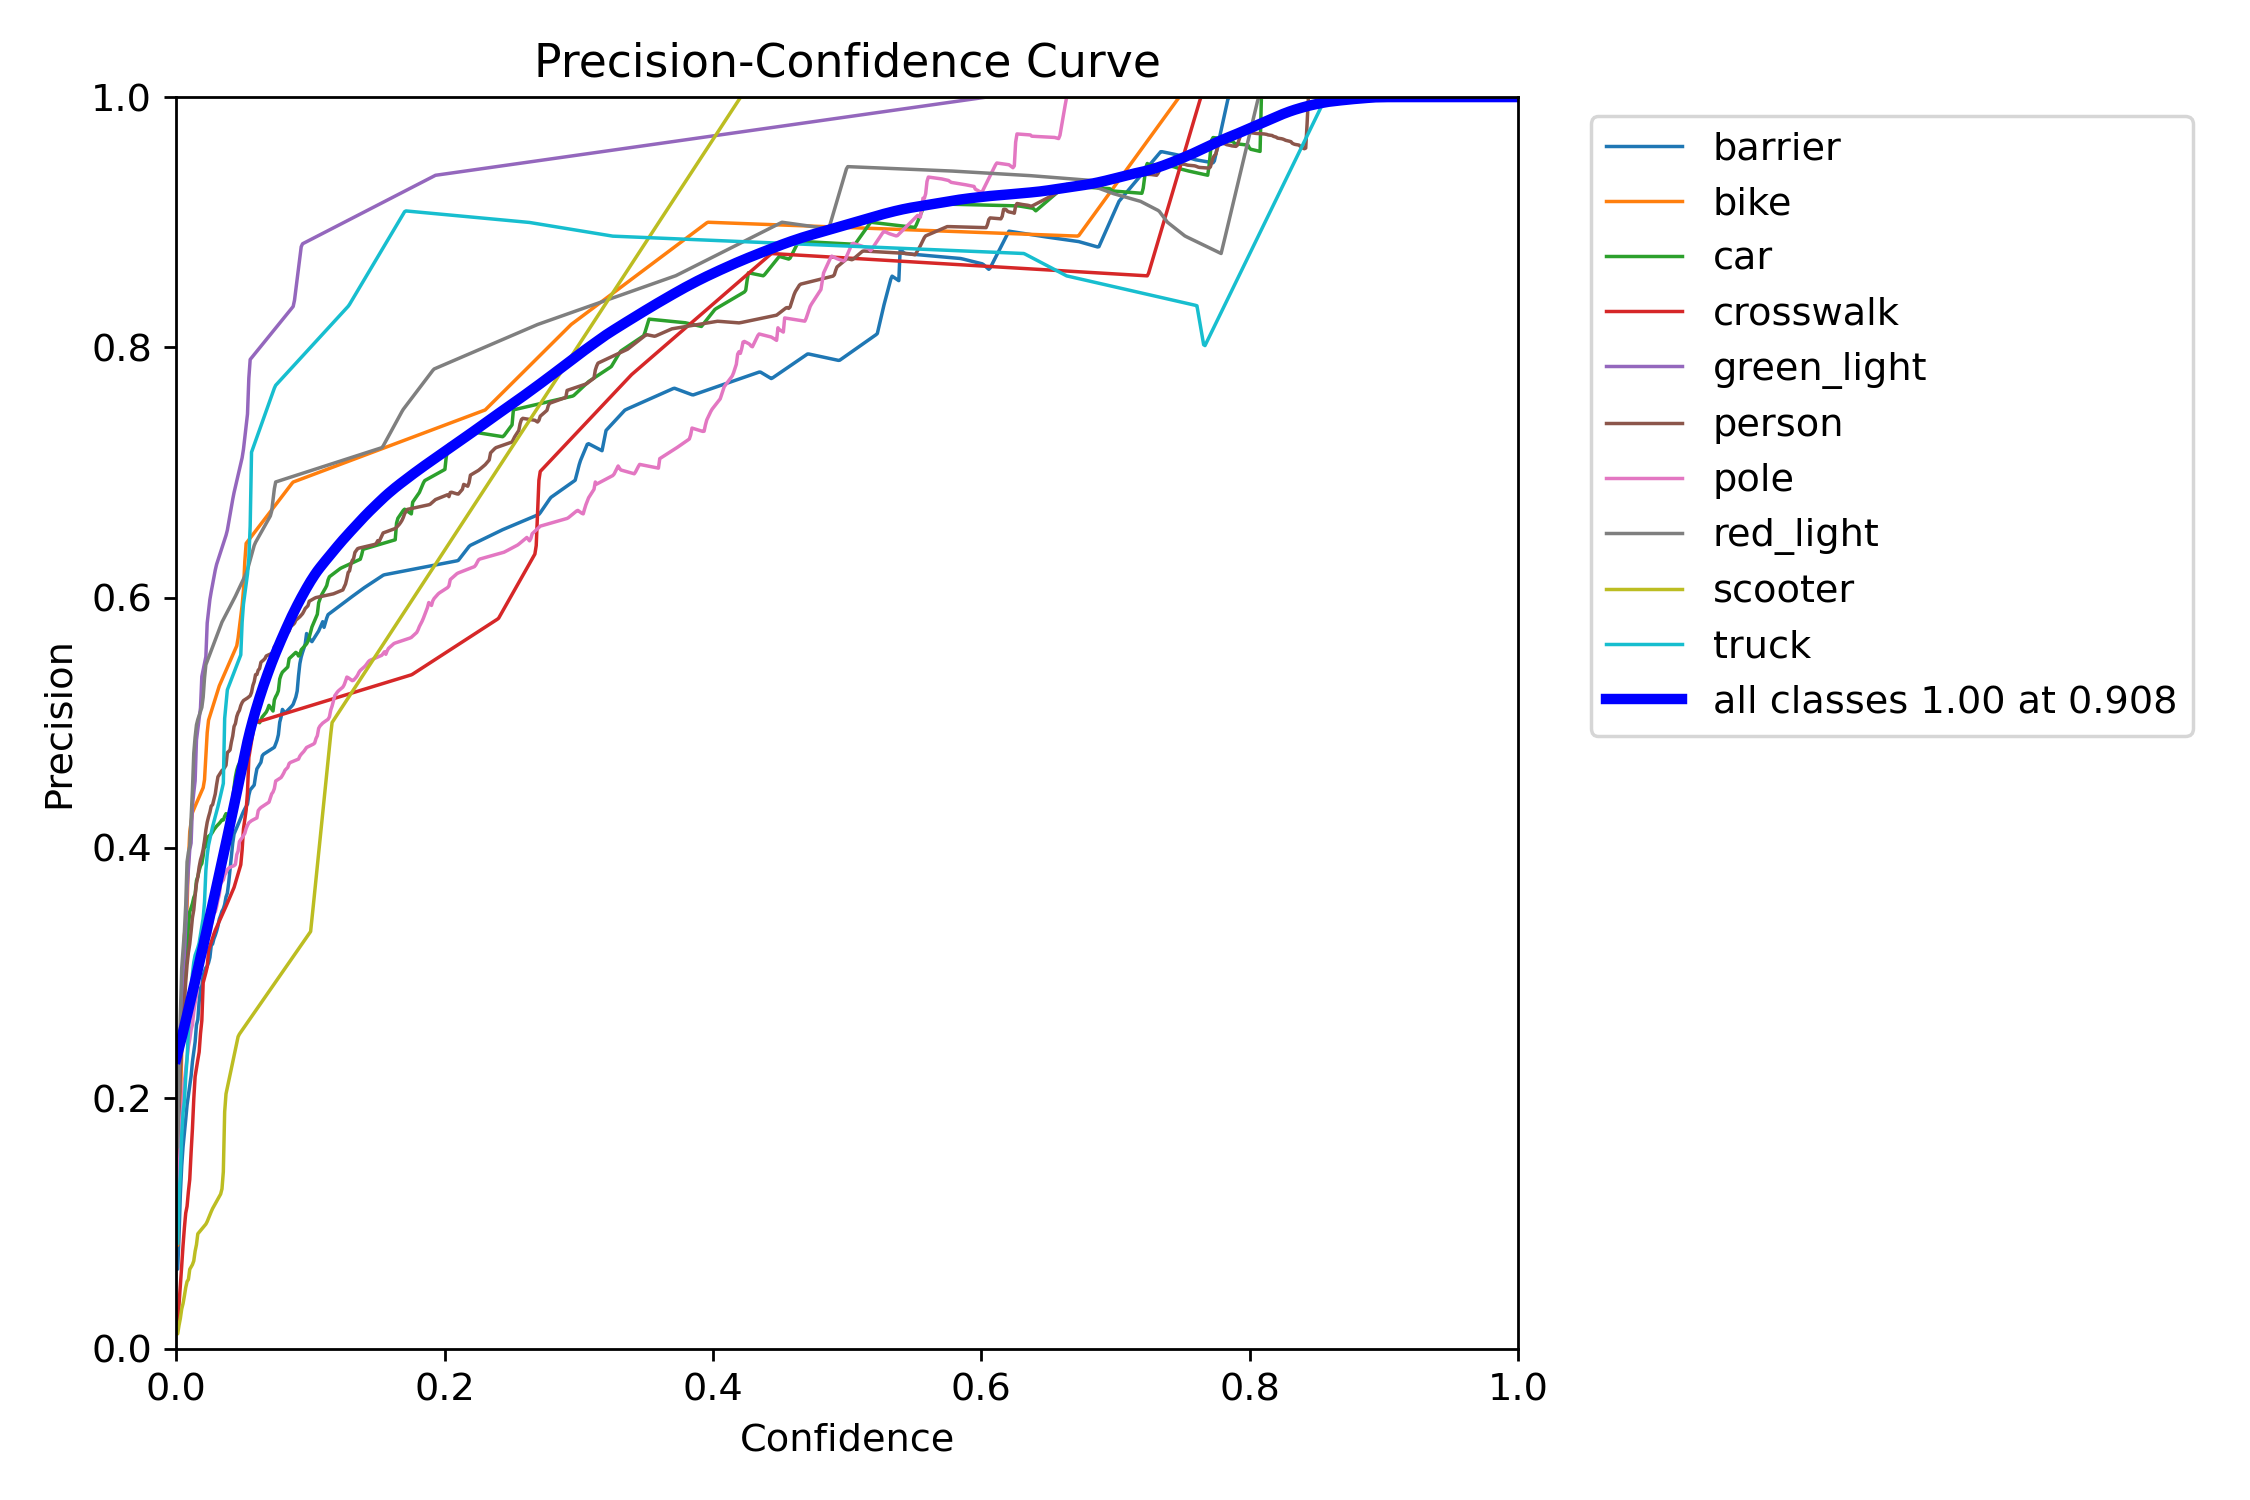 Precision-Confidence Curve
1.0
0.8
0.6
0.4
0.2
0.0
Precision
0.0 0.2 0.4 0.6 0.8 1.0
Confidence
barrier
bike
car
crosswalk
green_light
person
pole
red_light
scooter
truck
all classes 1.00 at 0.908